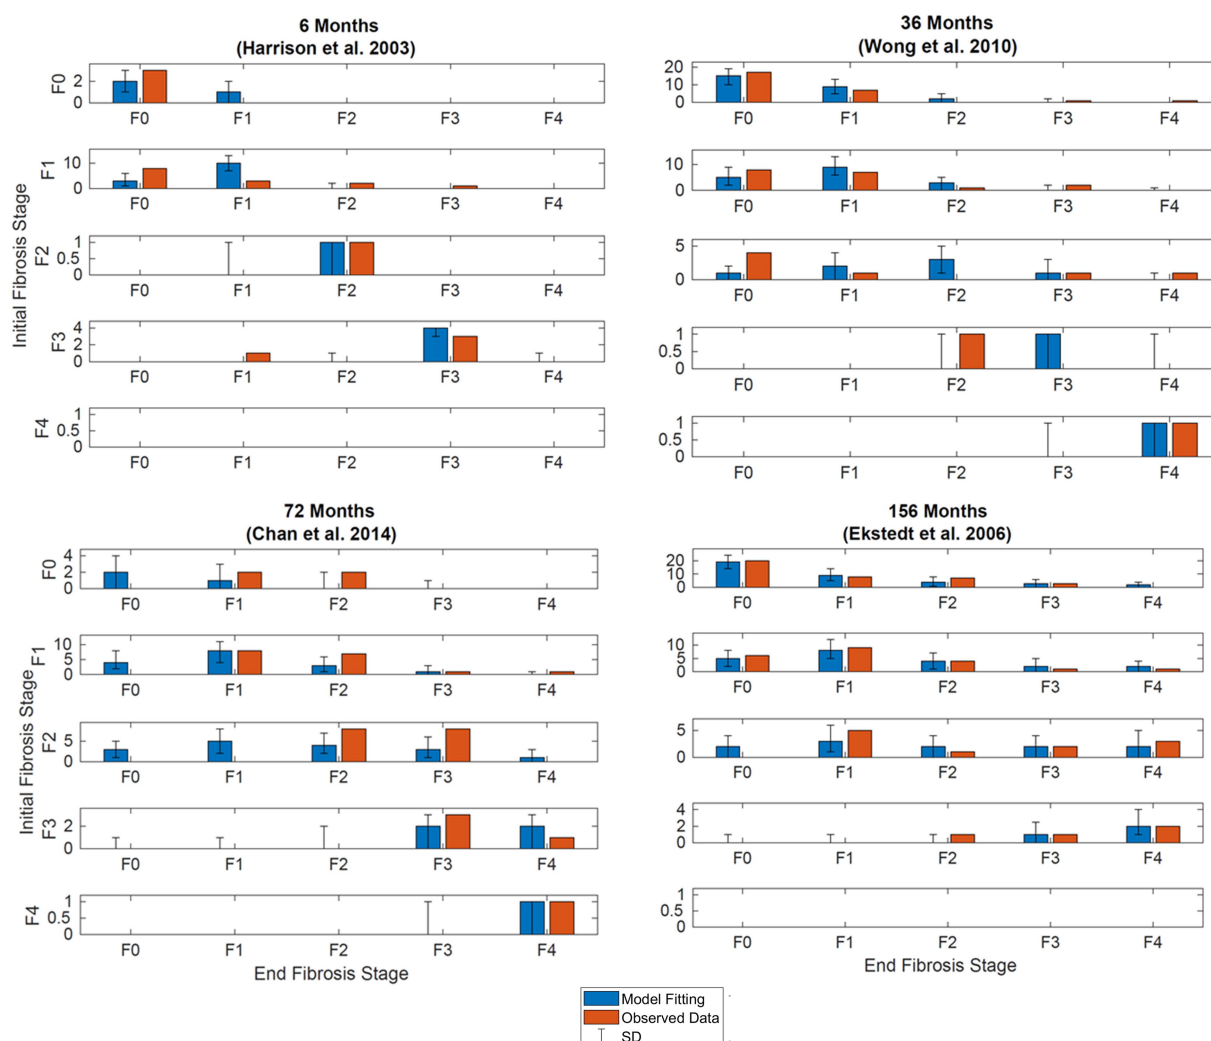 6 Months
(Harrison et al. 2003)
F0
2
0
F0 F1 F2 F3 F4
F1
10
0
F0 F1 F2 F3 F4
F2
1
0.5
0
F0 F1 F2 F3 F4
F3
4
2
0
F0 F1 F2 F3 F4
F4
1
0.5
0
F0 F1 F2 F3 F4
Initial Fibrosis Stage
36 Months
(Wong et al. 2010)
20
10
0
F0 F1 F2 F3 F4
10
0
F0 F1 F2 F3 F4
5
0
F0 F1 F2 F3 F4
1
0.5
0
F0 F1 F2 F3 F4
1
0.5
0
F0 F1 F2 F3 F4
72 Months
(Chan et al. 2014)
F0
4
2
0
F0 F1 F2 F3 F4
F1
10
5
0
F0 F1 F2 F3 F4
F2
5
0
F0 F1 F2 F3 F4
F3
2
0
F0 F1 F2 F3 F4
F4
1
0.5
0
F0 F1 F2 F3 F4
Initial Fibrosis Stage
End Fibrosis Stage
156 Months
(Ekstedt et al. 2006)
20
10
0
F0 F1 F2 F3 F4
10
5
0
F0 F1 F2 F3 F4
5
0
F0 F1 F2 F3 F4
4
2
0
F0 F1 F2 F3 F4
1
0.5
0
F0 F1 F2 F3 F4
End Fibrosis Stage
Model Fitting
Observed Data
SD